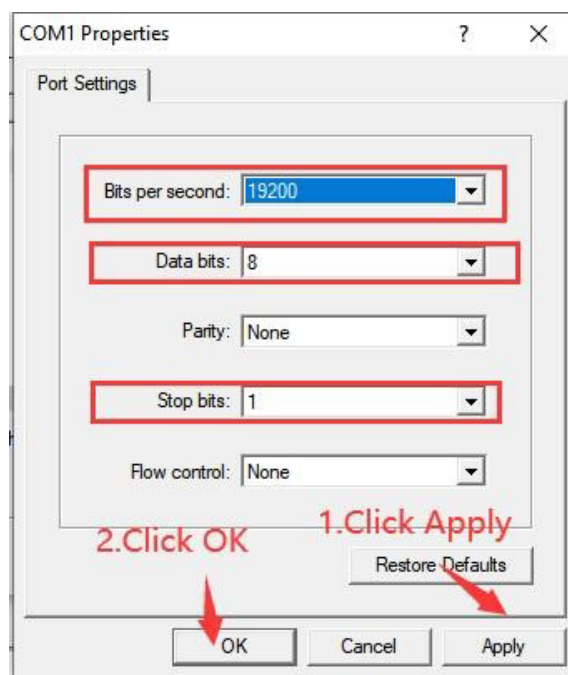 COM1 Properties ? ×
Port Settings
Bits per second: 19200
Data bits: 8
Parity: None
Stop bits: 1
Flow control: None
2.Click OK 1.Click Apply
Restore Defaults
OK Cancel Apply